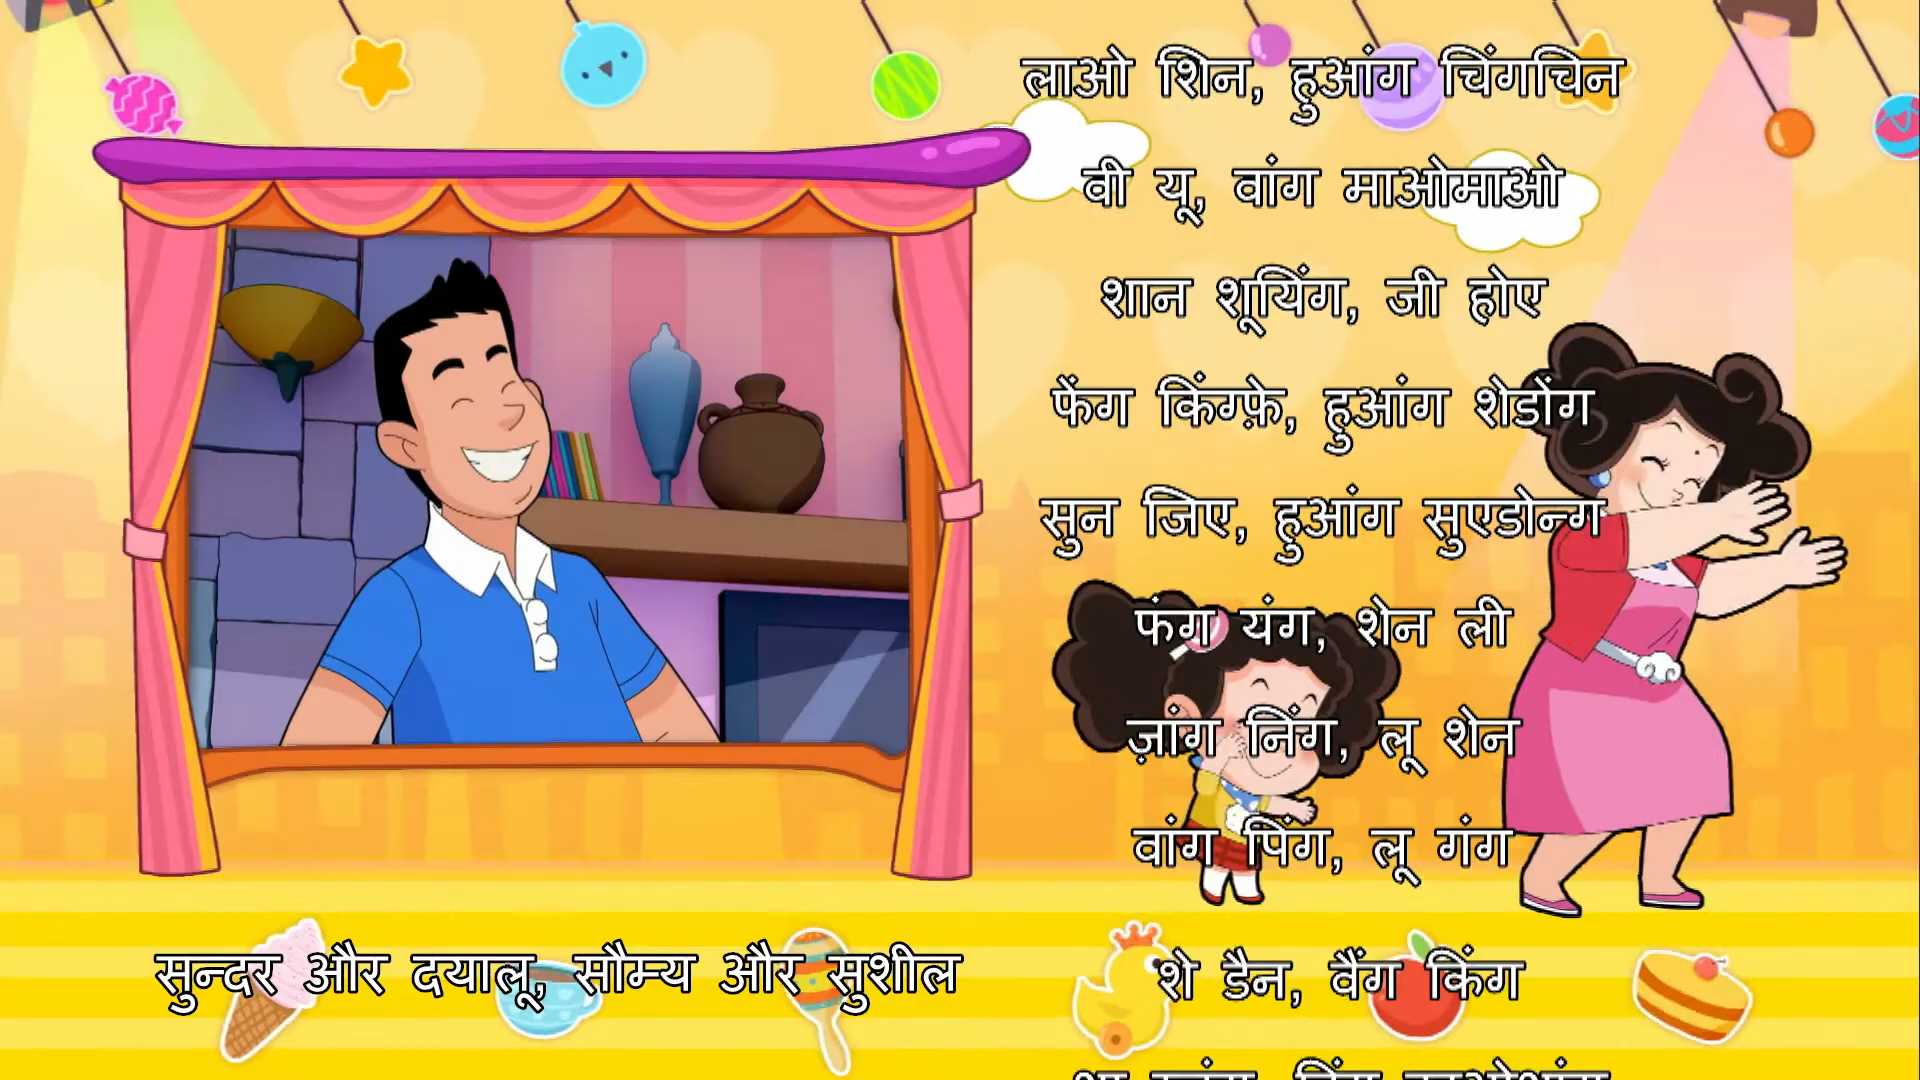 लाओ शिन, हुआंग चिंगचिन
वी यू, वांग माओमाओ
शान शूयिंग, जी होए
फेंग किंग्फ़े, हुआंग शेडोंग
सुन जिए, हुआंग सुएडोन्ग
फंग यंग, शेन ली
ज़ांग निंग, लू शेन
वांग पिंग, लू गंग
शे डैन, वैंग किंग
सुन्दर और दयालू, सौम्य और सुशील